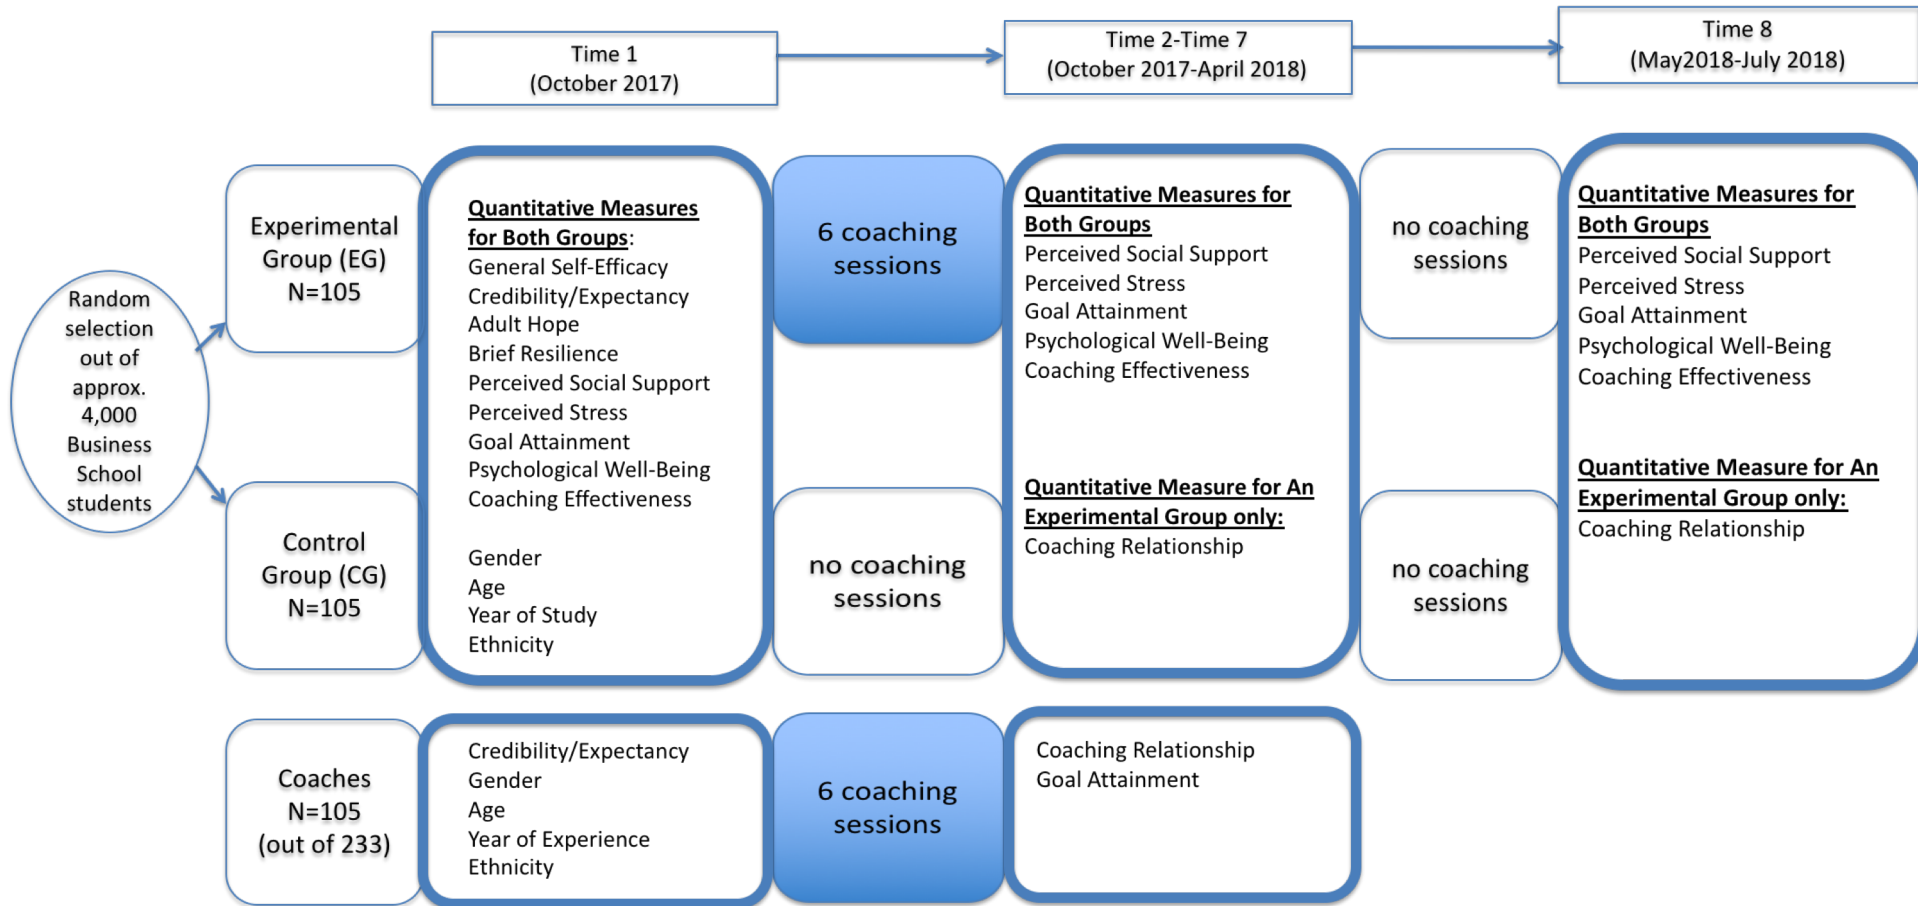 Time 1
(October 2017)
Time 2-Time 7
(October 2017-April 2018)
Time 8
(May2018-July 2018)
Random
selection
out of
approx.
4,000
Business
School
students
Experimental
Group (EG)
N=105
Control
Group (CG)
N=105
Quantitative Measures
for Both Groups:
General Self-Efficacy
Credibility/Expectancy
Adult Hope
Brief Resilience
Perceived Social Support
Perceived Stress
Goal Attainment
Psychological Well-Being
Coaching Effectiveness
Gender
Age
Year of Study
Ethnicity
6 coaching
sessions
no coaching
sessions
Quantitative Measures for
Both Groups
Perceived Social Support
Perceived Stress
Goal Attainment
Psychological Well-Being
Coaching Effectiveness
Quantitative Measure for An
Experimental Group only:
Coaching Relationship
no coaching
sessions
no coaching
sessions
Quantitative Measures for
Both Groups
Perceived Social Support
Perceived Stress
Goal Attainment
Psychological Well-Being
Coaching Effectiveness
Quantitative Measure for An
Experimental Group only:
Coaching Relationship
Coaches
N=105
(out of 233)
Credibility/Expectancy
Gender
Age
Year of Experience
Ethnicity
6 coaching
sessions
Coaching Relationship
Goal Attainment